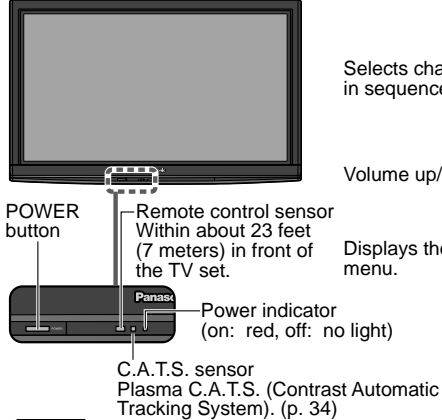 Selects cha
in sequence
Volume up/
POWER
button
Remote control sensor
Within about 23 feet
(7 meters) in front of
the TV set.
Displays the
menu.
Panaso
POWER
Power indicator
(on: red, off: no light)
C.A.T.S. sensor
Plasma C.A.T.S. (Contrast Automatic
Tracking System). (p. 34)